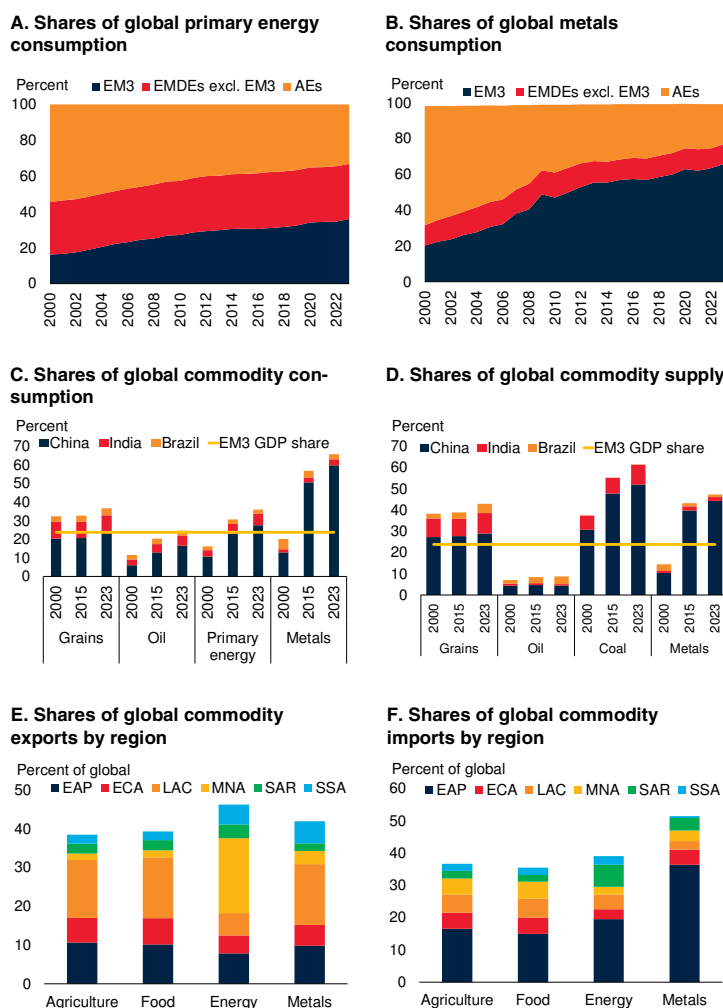 A. Shares of global primary energy
consumption
Percent
EM3 EMDEs excl. EM3 AEs
100
80
60
40
20
0
2000 2002 2004 2006 2008 2010 2012 2014 2016 2018 2020 2022
B. Shares of global metals
consumption
Percent
EM3 EMDEs excl. EM3 AEs
100
80
60
40
20
0
2000 2002 2004 2006 2008 2010 2012 2014 2016 2018 2020 2022
C. Shares of global commodity con-
sumption
Percent
China India Brazil EM3 GDP share
70
60
50
40
30
20
10
0
2000 2015 2023 2000 2015 2023 2000 2015 2023 2000 2015 2023
Grains Oil Primary Metals
energy
D. Shares of global commodity supply
Percent
China India Brazil EM3 GDP share
70
60
50
40
30
20
10
0
2000 2015 2023 2000 2015 2023 2000 2015 2023 2000 2015 2023
Grains Oil Coal Metals
E. Shares of global commodity
exports by region
Percent of global
EAP ECA LAC MNA SAR SSA
50
40
30
20
10
0
Agriculture Food Energy Metals
F. Shares of global commodity
imports by region
Percent of global
EAP ECA LAC MNA SAR SSA
60
50
40
30
20
10
0
Agriculture Food Energy Metals